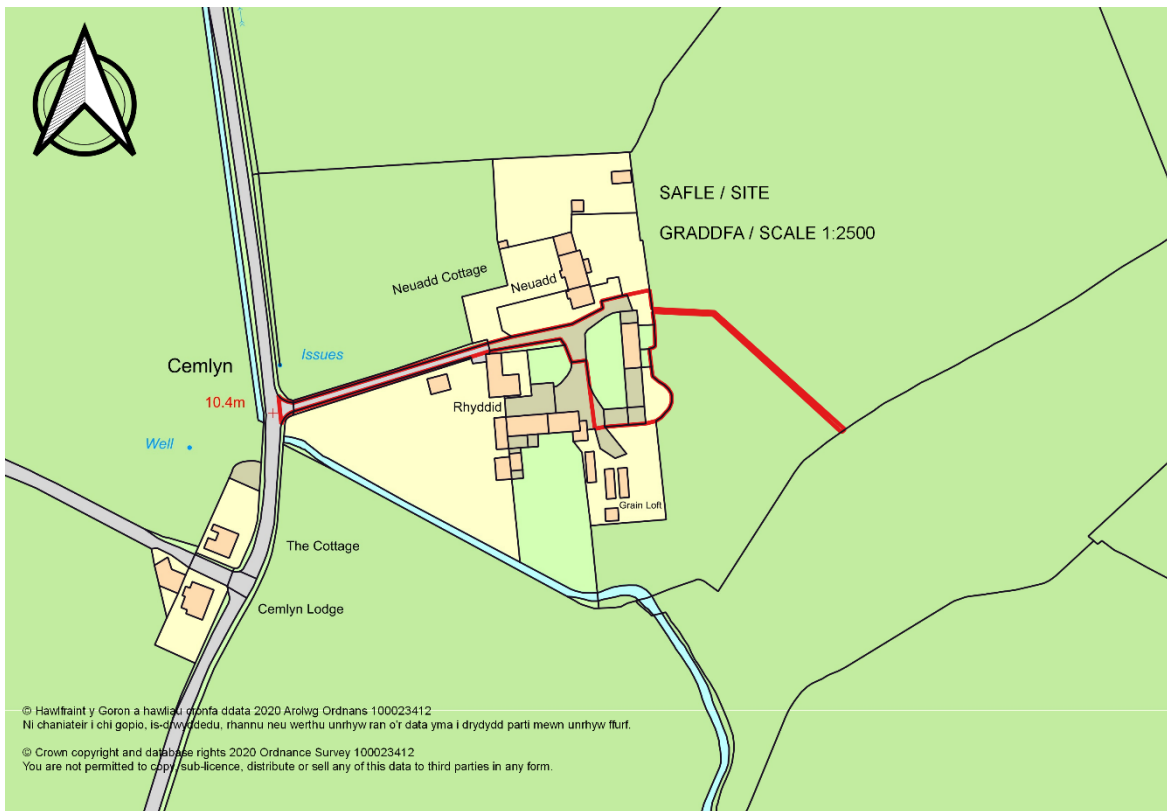 SAFLE / SITE
GRADDFA / SCALE 1:2500
Neuadd Cottage
Neuadd
Issues
Cemlyn
10.4m
Rhyddid
Well
Grain Loft
The Cottage
Cemlyn Lodge
© Hawlfraint y Goron a hawliau cronfa ddata 2020 Arolwg Ordnans 100023412
Ni chaniateir i chi gopio, is-drwyddedu, rhannu neu werthu unrhyw ran o'r data yma i drydydd parti mewn unrhyw ffurf.
© Crown copyright and database rights 2020 Ordnance Survey 100023412
You are not permitted to copy, sub-licence, distribute or sell any of this data to third parties in any form.